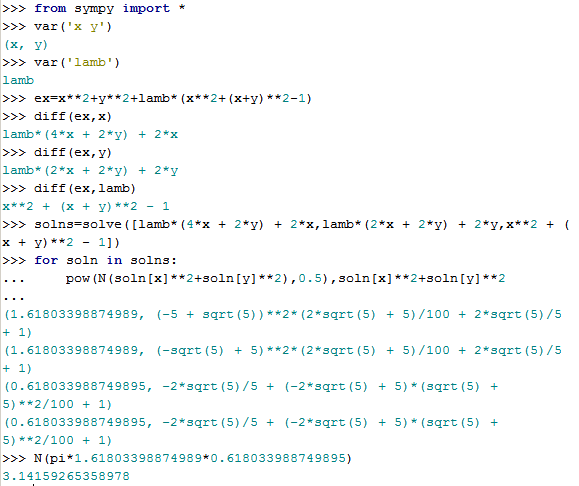 >>> from sympy import *
>>> var('x y')
(x, y)
>>> var('lamb')
lamb
>>> ex=x**2+y**2+lamb*(x**2+(x+y)**2-1)
>>> diff(ex,x)
lamb*(4*x + 2*y) + 2*x
>>> diff(ex,y)
lamb*(2*x + 2*y) + 2*y
>>> diff(ex,lamb)
x**2 + (x + y)**2 - 1
>>> solns=solve([lamb*(4*x + 2*y) + 2*x,lamb*(2*x + 2*y) + 2*y,x**2 + (
x + y)**2 - 1])
>>> for soln in solns:
...     pow(N(soln[x]**2+soln[y]**2),0.5),soln[x]**2+soln[y]**2
...
(1.61803398874989, (-5 + sqrt(5))**2*(2*sqrt(5) + 5)/100 + 2*sqrt(5)/5
+ 1)
(1.61803398874989, (-sqrt(5) + 5)**2*(2*sqrt(5) + 5)/100 + 2*sqrt(5)/5
+ 1)
(0.618033988749895, -2*sqrt(5)/5 + (-2*sqrt(5) + 5)*(sqrt(5) +
5)**2/100 + 1)
(0.618033988749895, -2*sqrt(5)/5 + (-2*sqrt(5) + 5)*(sqrt(5) +
5)**2/100 + 1)
>>> N(pi*1.61803398874989*0.618033988749895)
3.14159265358978